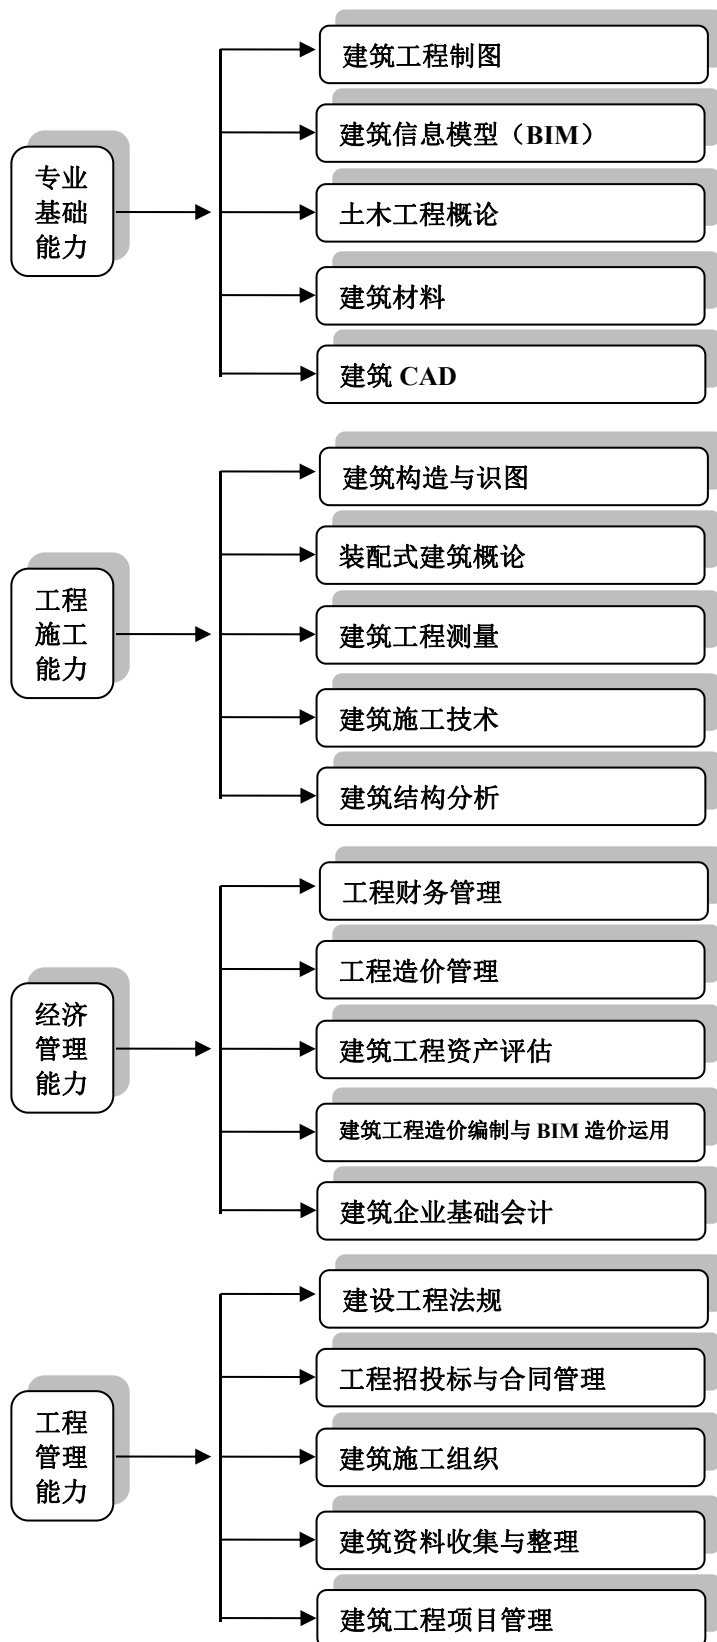 专业
基础
能力
建筑工程制图
建筑信息模型（BIM）
土木工程概论
建筑材料
建筑 CAD
工程
施工
能力
建筑构造与识图
装配式建筑概论
建筑工程测量
建筑施工技术
建筑结构分析
经济
管理
能力
工程财务管理
工程造价管理
建筑工程资产评估
建筑工程造价编制与 BIM 造价运用
建筑企业基础会计
工程
管理
能力
建设工程法规
工程招投标与合同管理
建筑施工组织
建筑资料收集与整理
建筑工程项目管理